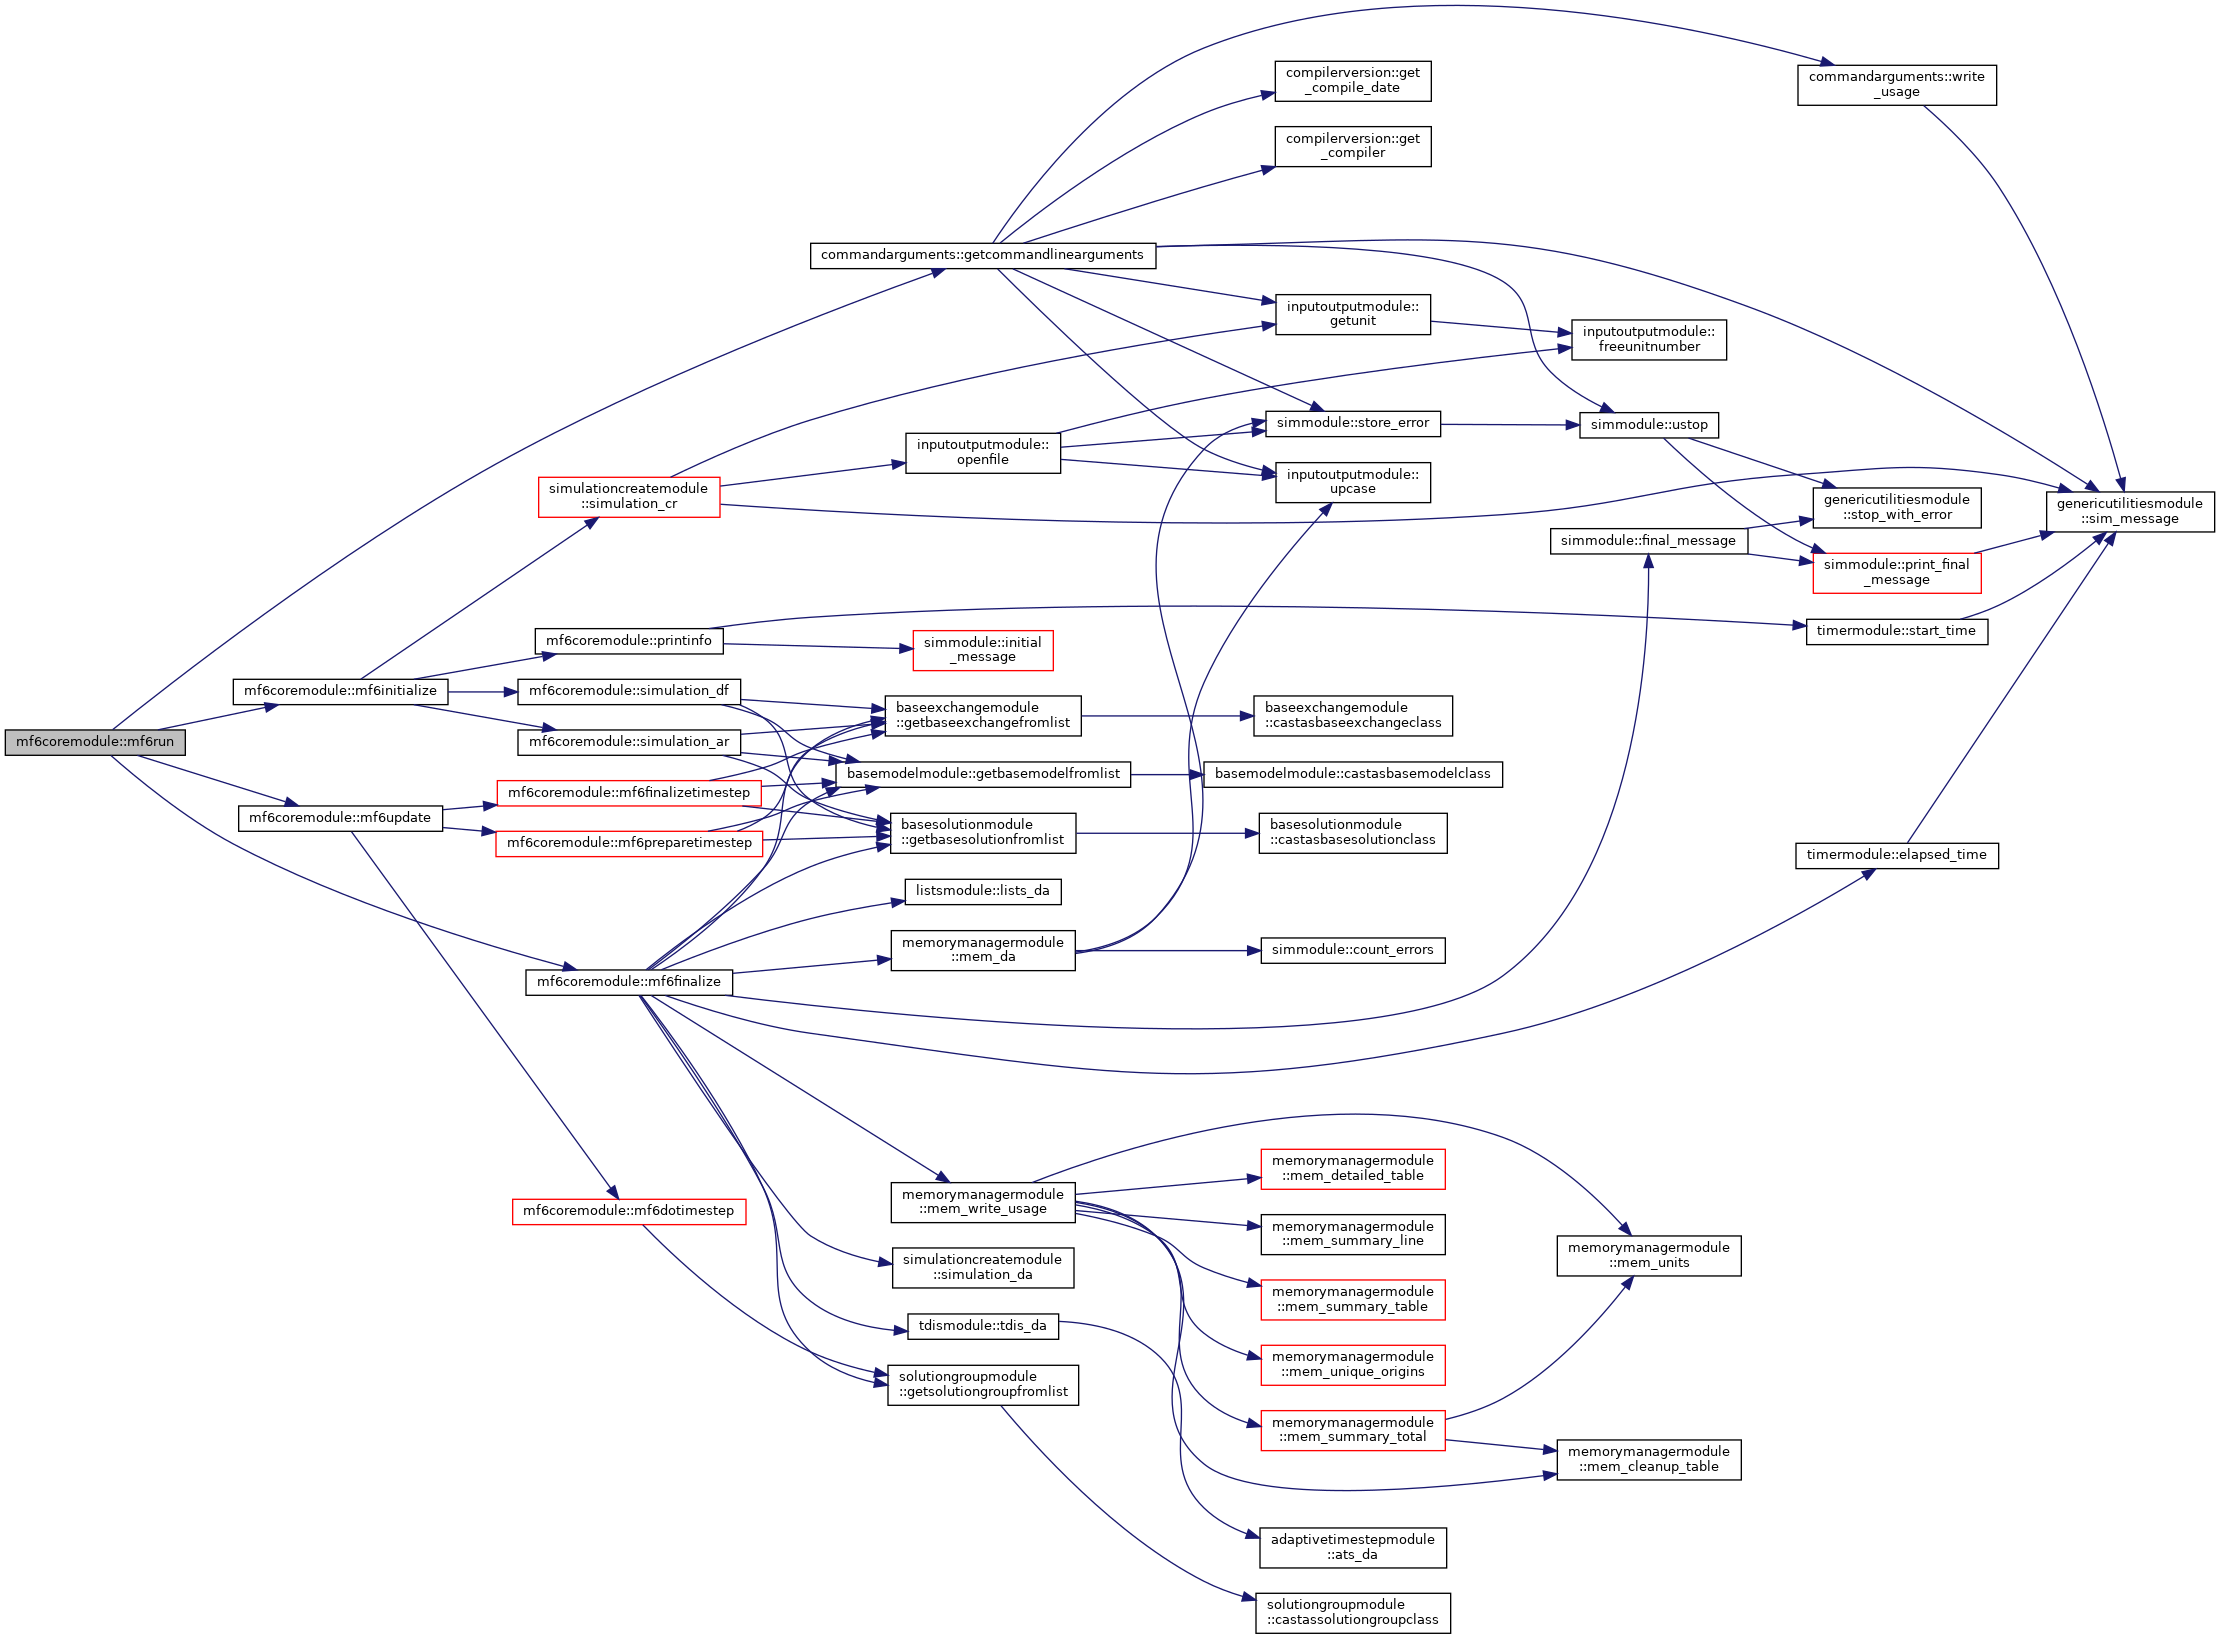 commandarguments::write
_usage
compilerversion::get
_compile_date
compilerversion::get
_compiler
commandarguments::getcommandlinearguments
inputoutputmodule::
getunit
inputoutputmodule::
freeunitnumber
simmodule::store_error
simmodule::ustop
inputoutputmodule::
openfile
inputoutputmodule::
upcase
simulationcreatemodule
::simulation_cr
genericutilitiesmodule
::stop_with_error
genericutilitiesmodule
::sim_message
simmodule::final_message
simmodule::print_final
_message
timermodule::start_time
mf6coremodule::printinfo
simmodule::initial
_message
mf6coremodule::mf6initialize
mf6coremodule::simulation_df
baseexchangemodule
::getbaseexchangefromlist
baseexchangemodule
::castasbaseexchangeclass
mf6coremodule::mf6run
mf6coremodule::simulation_ar
basemodelmodule::getbasemodelfromlist
basemodelmodule::castasbasemodelclass
mf6coremodule::mf6finalizetimestep
mf6coremodule::mf6update
mf6coremodule::mf6preparetimestep
basesolutionmodule
::getbasesolutionfromlist
basesolutionmodule
::castasbasesolutionclass
timermodule::elapsed_time
listsmodule::lists_da
memorymanagermodule
::mem_da
simmodule::count_errors
mf6coremodule::mf6finalize
memorymanagermodule
::mem_detailed_table
memorymanagermodule
::mem_write_usage
mf6coremodule::mf6dotimestep
memorymanagermodule
::mem_summary_line
memorymanagermodule
::mem_units
simulationcreatemodule
::simulation_da
memorymanagermodule
::mem_summary_table
tdismodule::tdis_da
memorymanagermodule
::mem_unique_origins
solutiongroupmodule
::getsolutiongroupfromlist
memorymanagermodule
::mem_summary_total
memorymanagermodule
::mem_cleanup_table
adaptivetimestepmodule
::ats_da
solutiongroupmodule
::castassolutiongroupclass